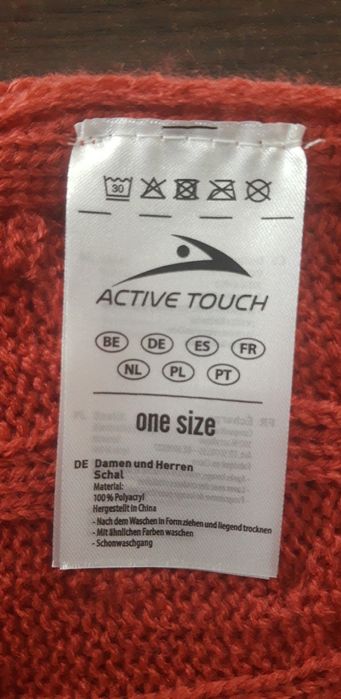 30
ACTIVE TOUCH
BE DE ES FR
NL PL PT
one size
DE Damen und Herren
Schal
Material:
100% Polyacryl
Hergestellt in China
- Nach dem Waschen in Form ziehen und liegend trocknen
- Mit ähnlichen Farben waschen
- Schonwaschgang